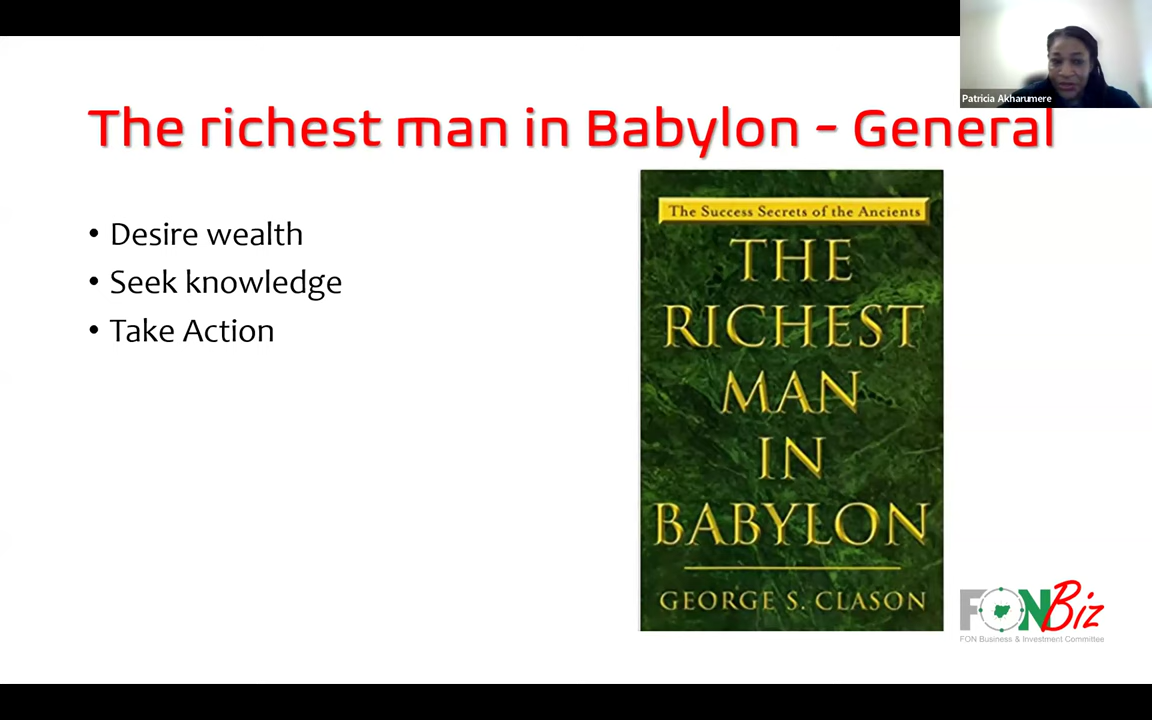 Patricia Akharumere
The richest man in Babylon - General
• Desire wealth
• Seek knowledge
• Take Action
The Success Secrets of the Ancients
THE
RICHEST
MAN
IN
BABYLON
GEORGE S. CLASON
FONBiz
FON Business & Investment Committee